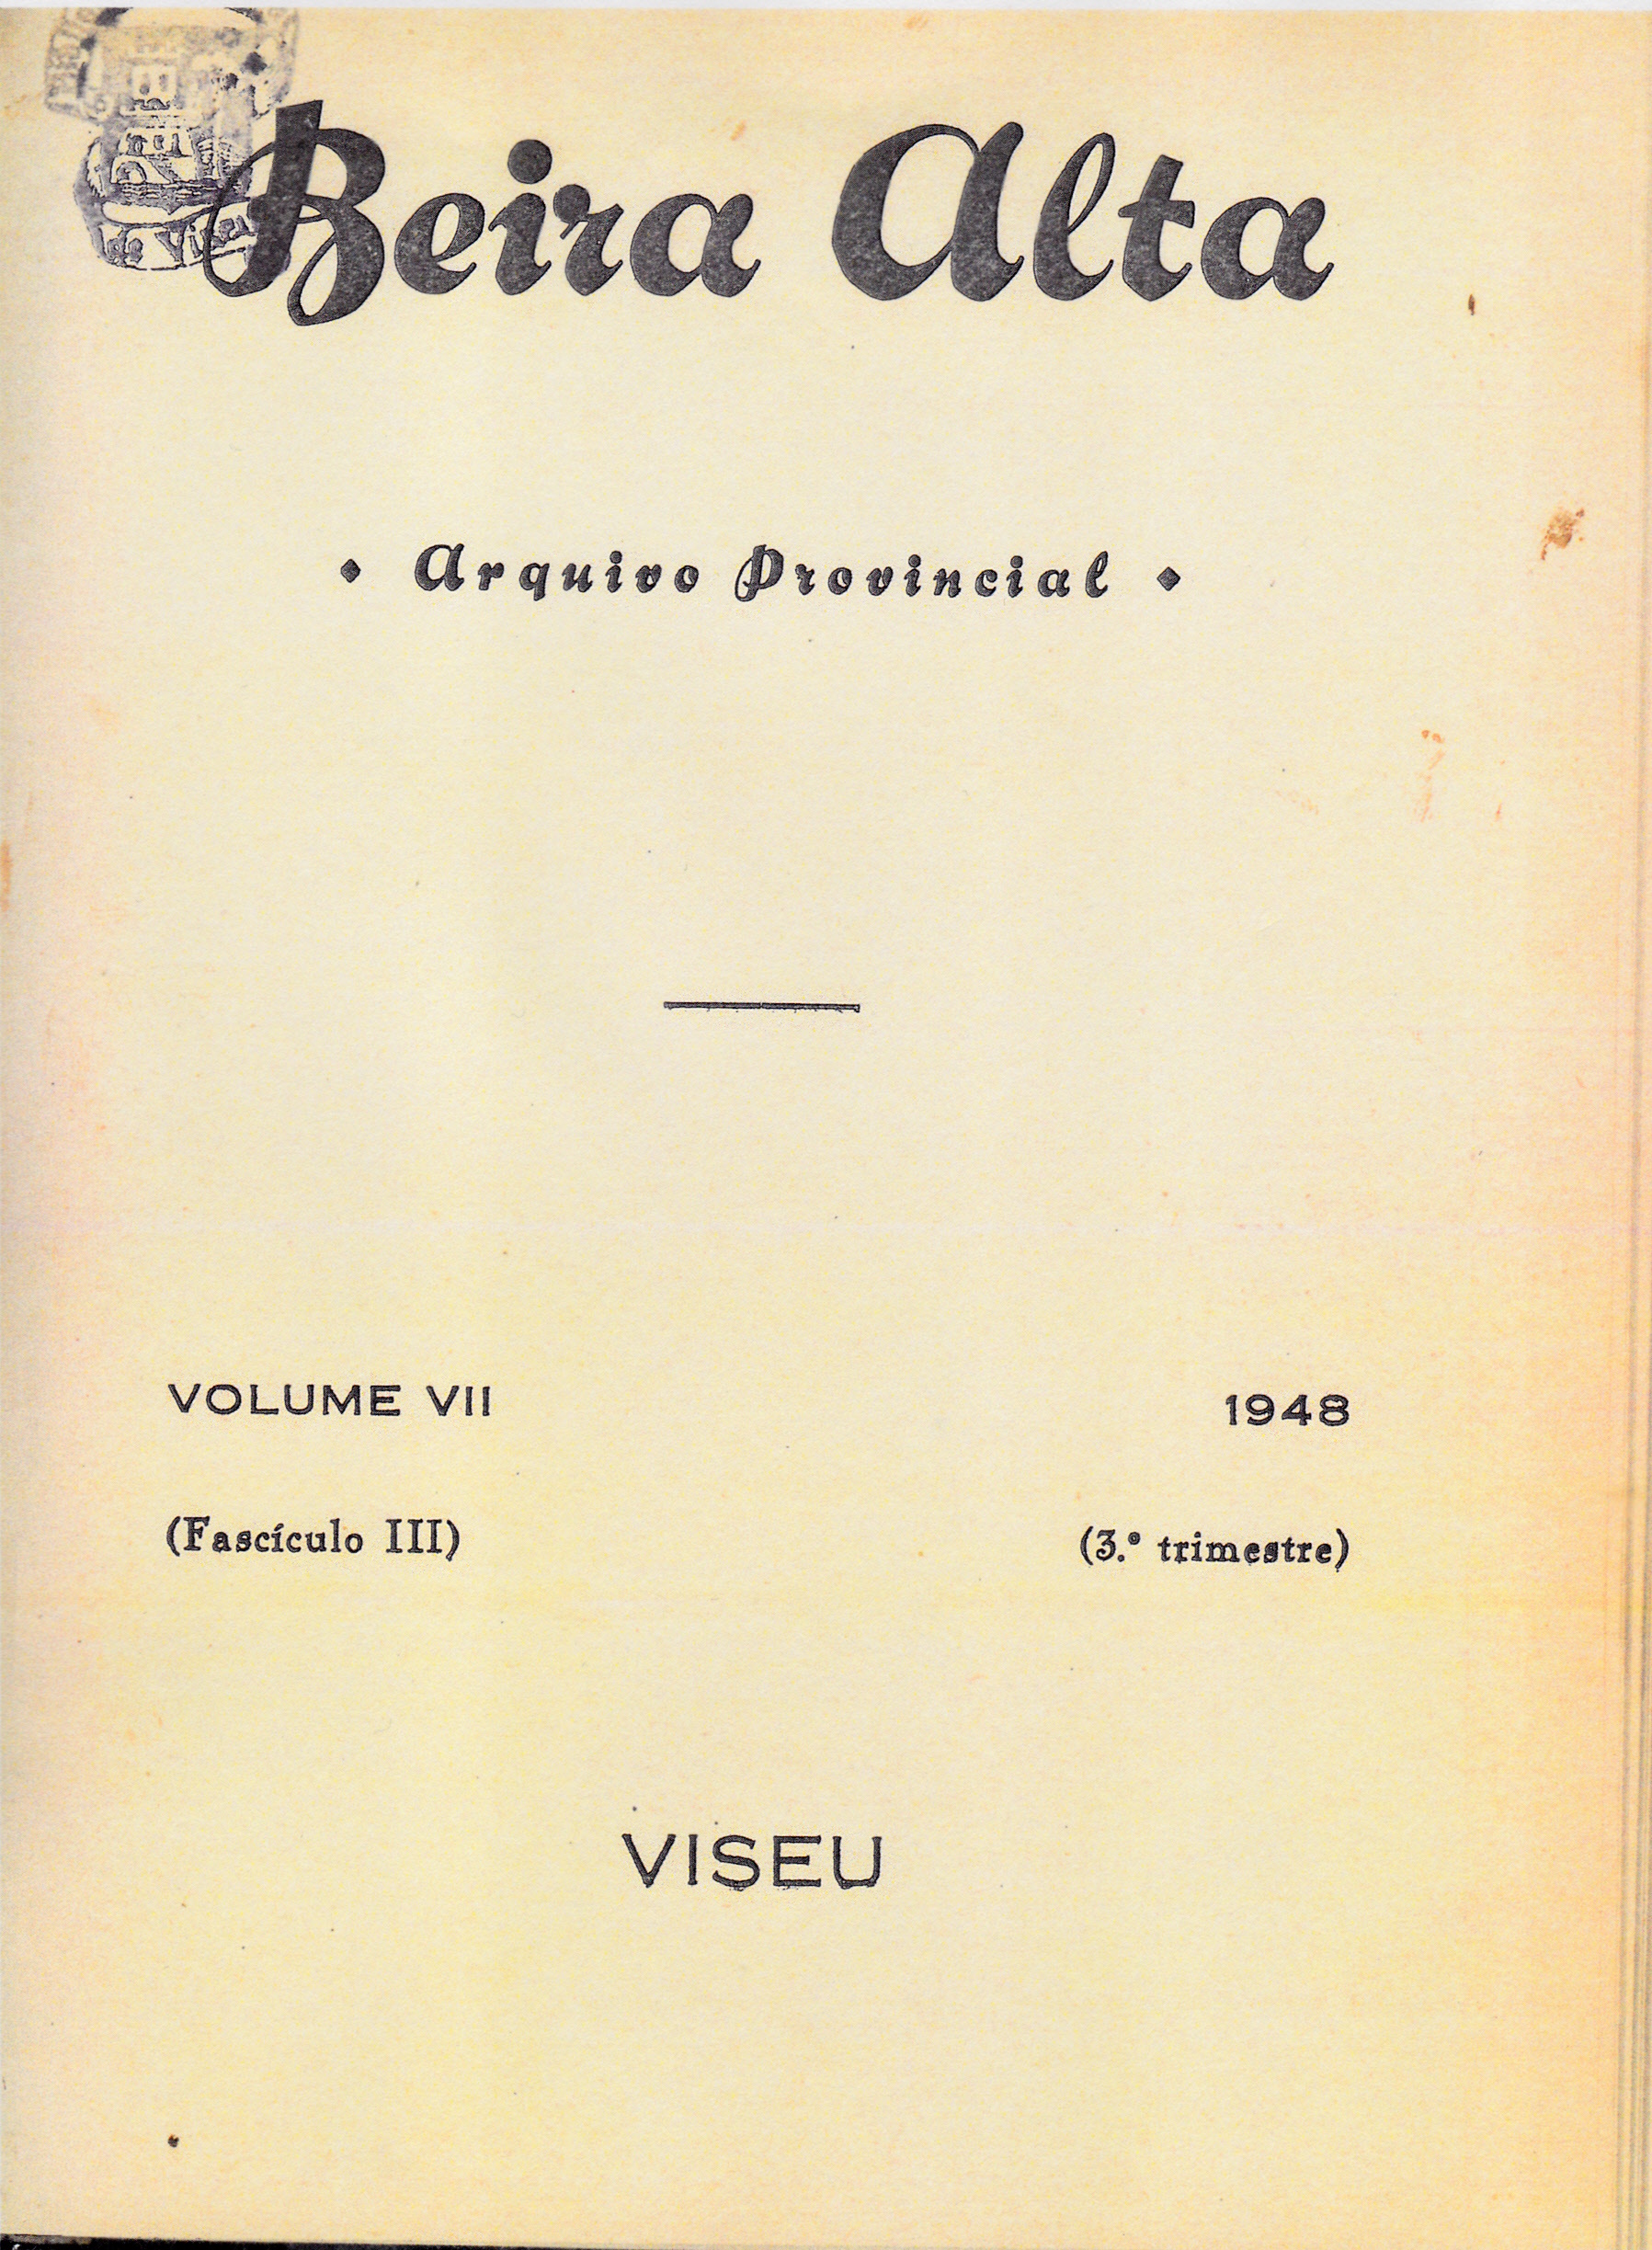 Beira Alta
Arquivo Provincial
VOLUME VII
1948
(Fascículo III)
(3.º trimestre)
VISEU